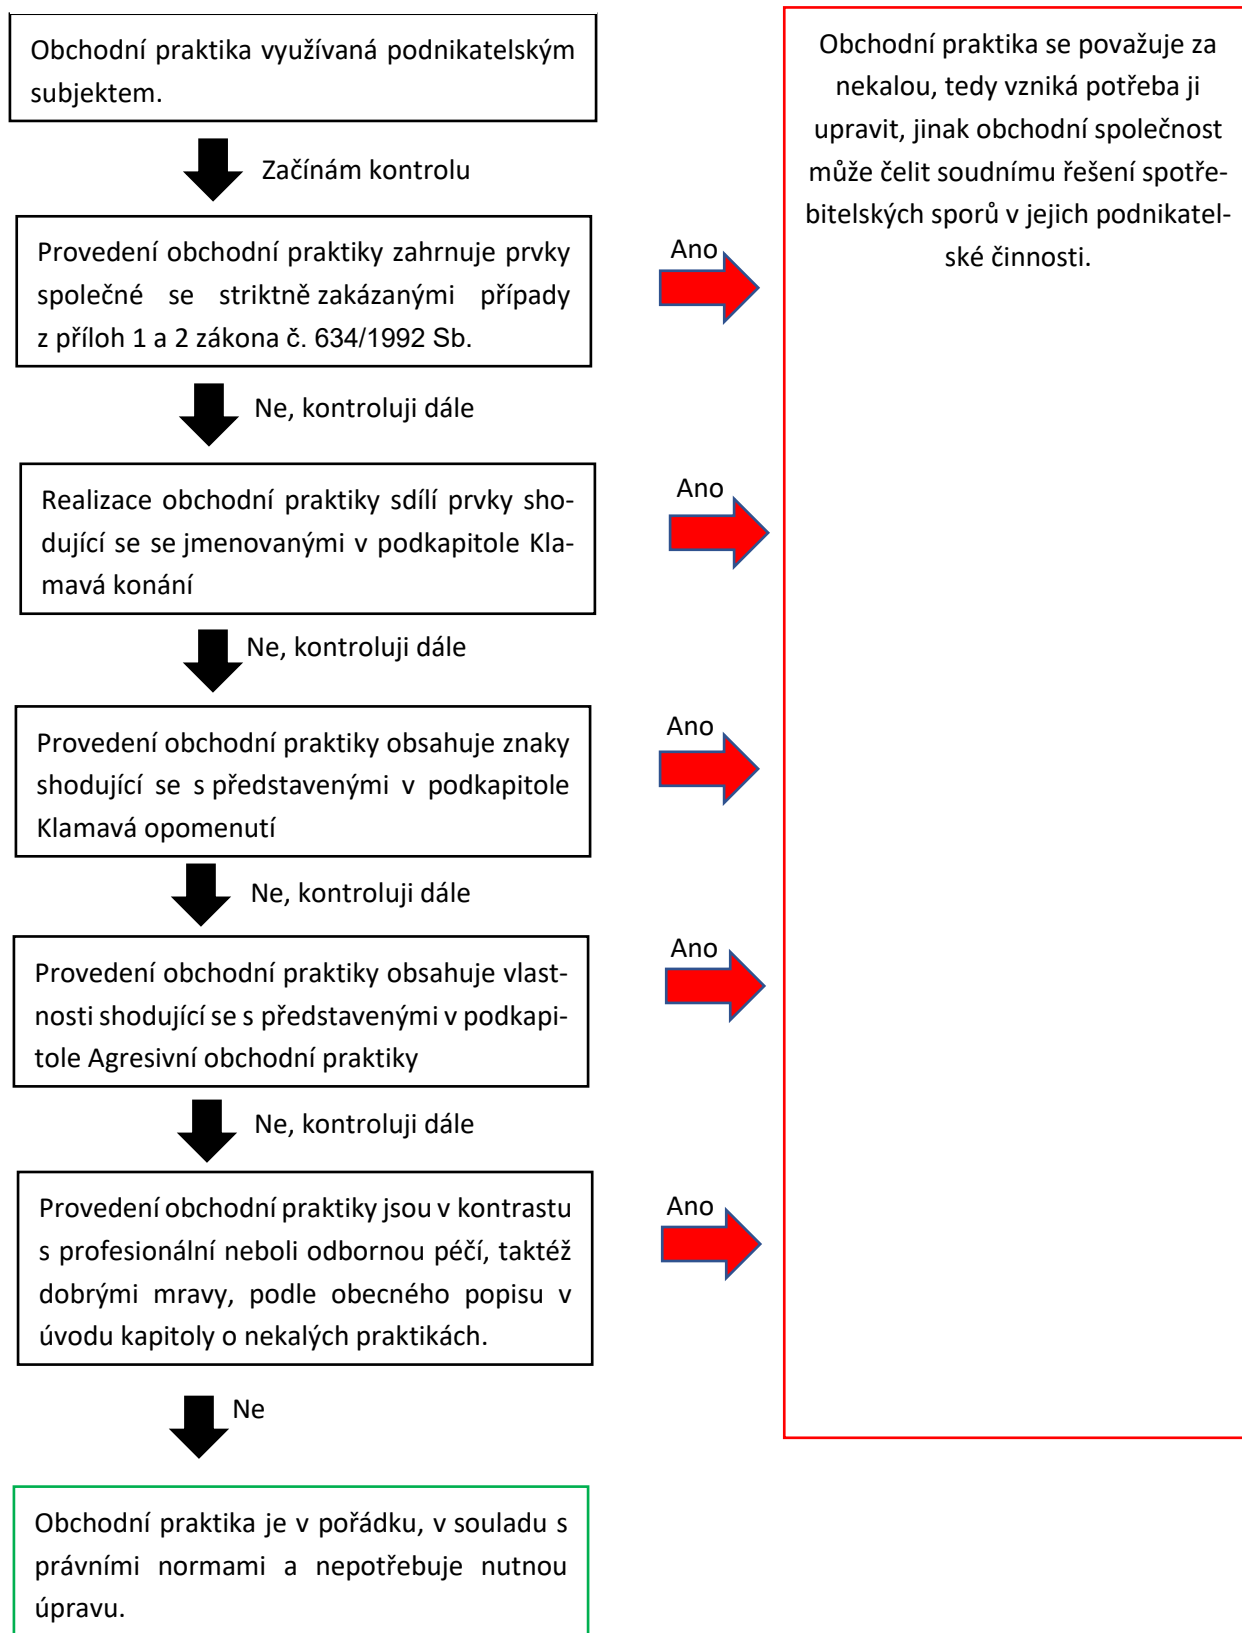 Obchodní praktika využívaná podnikatelským
subjektem.
Začínám kontrolu
Provedení obchodní praktiky zahrnuje prvky
společné se striktně zakázanými případy
z příloh 1 a 2 zákona č. 634/1992 Sb.
Ano
Obchodní praktika se považuje za
nekalou, tedy vzniká potřeba ji
upravit, jinak obchodní společnost
může čelit soudnímu řešení spotře-
bitelských sporů v jejich podnikatel-
ské činnosti.
Ne, kontroluji dále
Realizace obchodní praktiky sdílí prvky sho-
dující se se jmenovanými v podkapitole Kla-
mavá konání
Ano
Ne, kontroluji dále
Provedení obchodní praktiky obsahuje znaky
shodující se s představenými v podkapitole
Klamavá opomenutí
Ano
Ne, kontroluji dále
Provedení obchodní praktiky obsahuje vlast-
nosti shodující se s představenými v podkapi-
tole Agresivní obchodní praktiky
Ano
Ne, kontroluji dále
Provedení obchodní praktiky jsou v kontrastu
s profesionální neboli odbornou péčí, taktéž
dobrými mravy, podle obecného popisu v
úvodu kapitoly o nekalých praktikách.
Ano
Ne
Obchodní praktika je v pořádku, v souladu s
právními normami a nepotřebuje nutnou
úpravu.